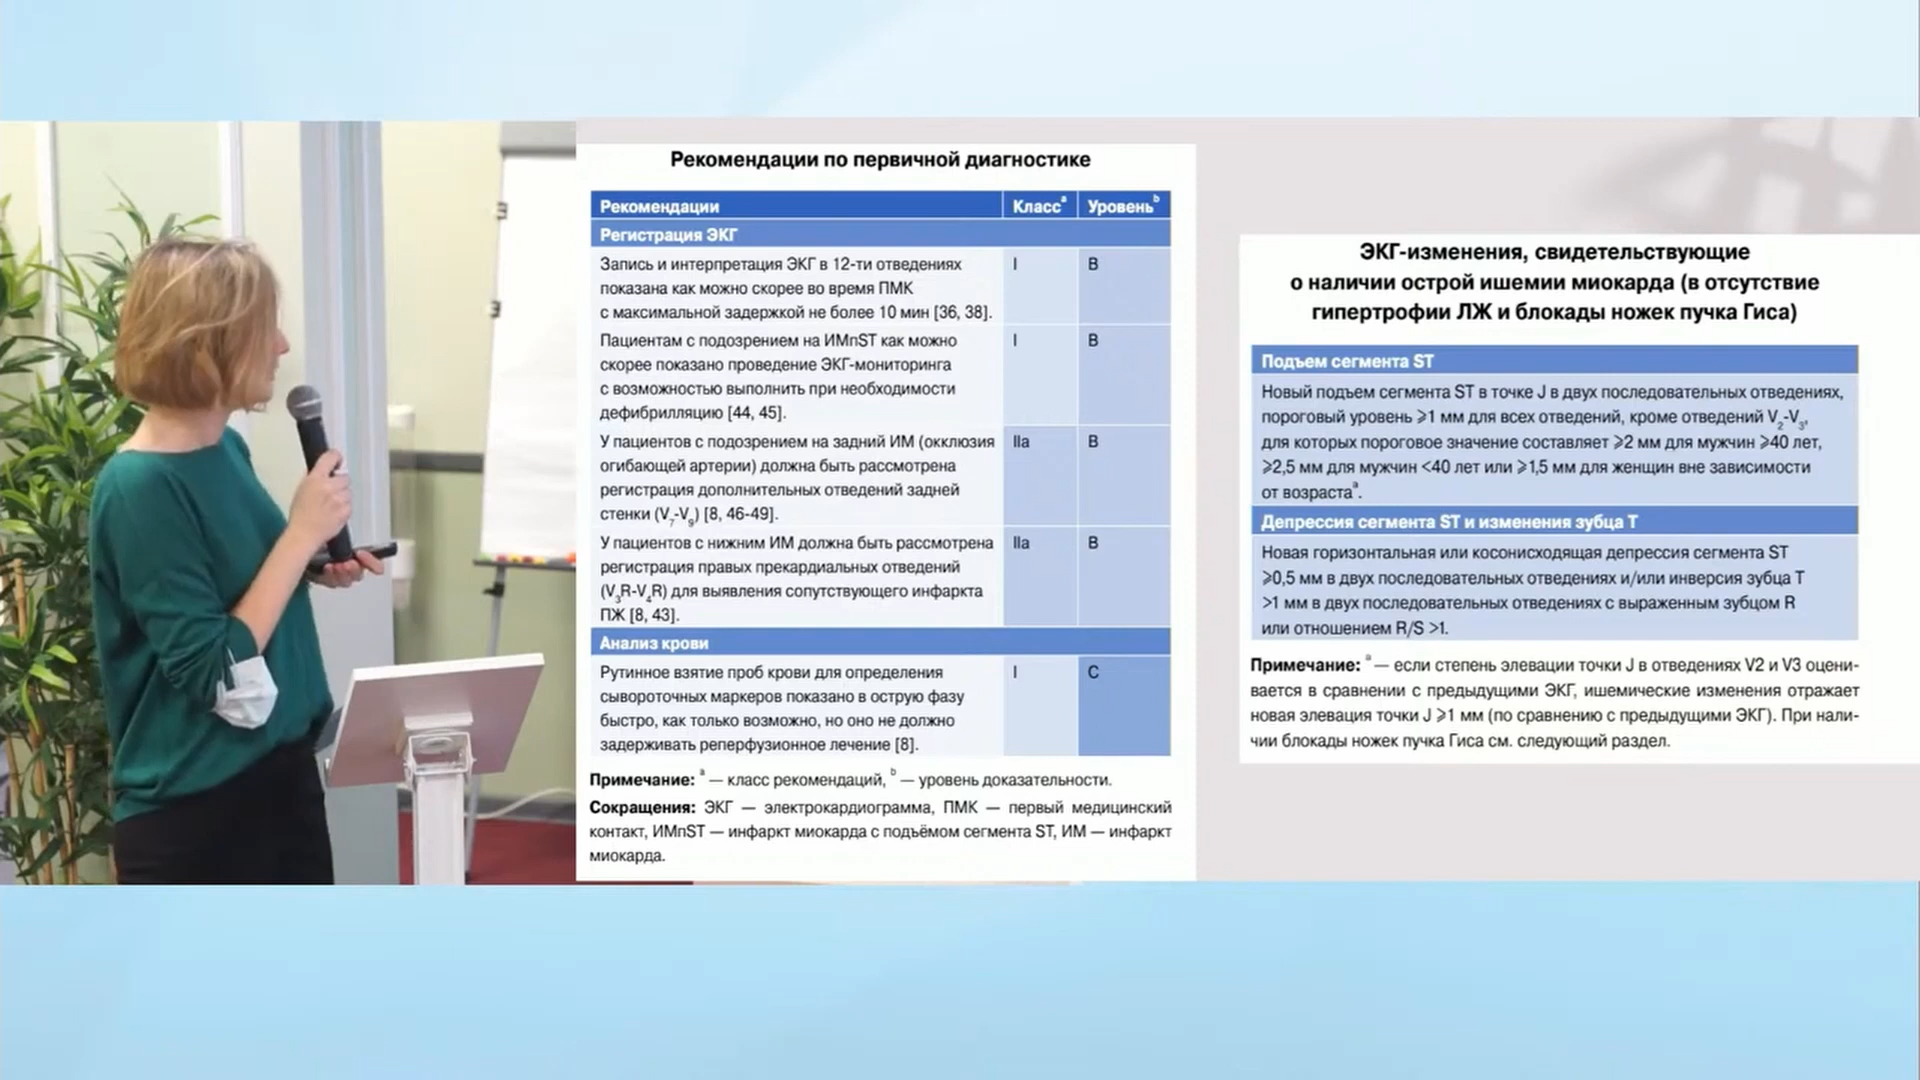 Рекомендации по первичной диагностике
Рекомендации Класс^a Уровень^b
Регистрация ЭКГ
Запись и интерпретация ЭКГ в 12-ти отведениях I B
показана как можно скорее во время ПМК
с максимальной задержкой не более 10 мин [36, 38].
Пациентам с подозрением на ИМпST как можно I B
скорее показано проведение ЭКГ-мониторинга
с возможностью выполнить при необходимости
дефибрилляцию [44, 45].
У пациентов с подозрением на задний ИМ (окклюзия IIa B
огибающей артерии) должна быть рассмотрена
регистрация дополнительных отведений задней
стенки (V7-V9) [8, 46-49].
У пациентов с нижним ИМ должна быть рассмотрена IIa B
регистрация правых прекардиальных отведений
(V3R-V4R) для выявления сопутствующего инфаркта
ПЖ [8, 43].
Анализ крови
Рутинное взятие проб крови для определения I C
сывороточных маркеров показано в острую фазу
быстро, как только возможно, но оно не должно
задерживать реперфузионное лечение [8].
Примечание: a — класс рекомендаций, b — уровень доказательности.
Сокращения: ЭКГ — электрокардиограмма, ПМК — первый медицинский
контакт, ИМпST — инфаркт миокарда с подъёмом сегмента ST, ИМ — инфаркт
миокарда.
ЭКГ-изменения, свидетельствующие
о наличии острой ишемии миокарда (в отсутствие
гипертрофии ЛЖ и блокады ножек пучка Гиса)
Подъем сегмента ST
Новый подъем сегмента ST в точке J в двух последовательных отведениях,
пороговый уровень ⩾1 мм для всех отведений, кроме отведений V2-V3,
для которых пороговое значение составляет ⩾2 мм для мужчин ⩾40 лет,
⩾2,5 мм для мужчин <40 лет или ⩾1,5 мм для женщин вне зависимости
от возраста^a.
Депрессия сегмента ST и изменения зубца T
Новая горизонтальная или косонисходящая депрессия сегмента ST
⩾0,5 мм в двух последовательных отведениях и/или инверсия зубца T
>1 мм в двух последовательных отведениях с выраженным зубцом R
или отношением R/S >1.
Примечание: a — если степень элевации точки J в отведениях V2 и V3 оцени-
вается в сравнении с предыдущими ЭКГ, ишемические изменения отражает
новая элевация точки J ⩾1 мм (по сравнению с предыдущими ЭКГ). При нали-
чии блокады ножек пучка Гиса см. следующий раздел.